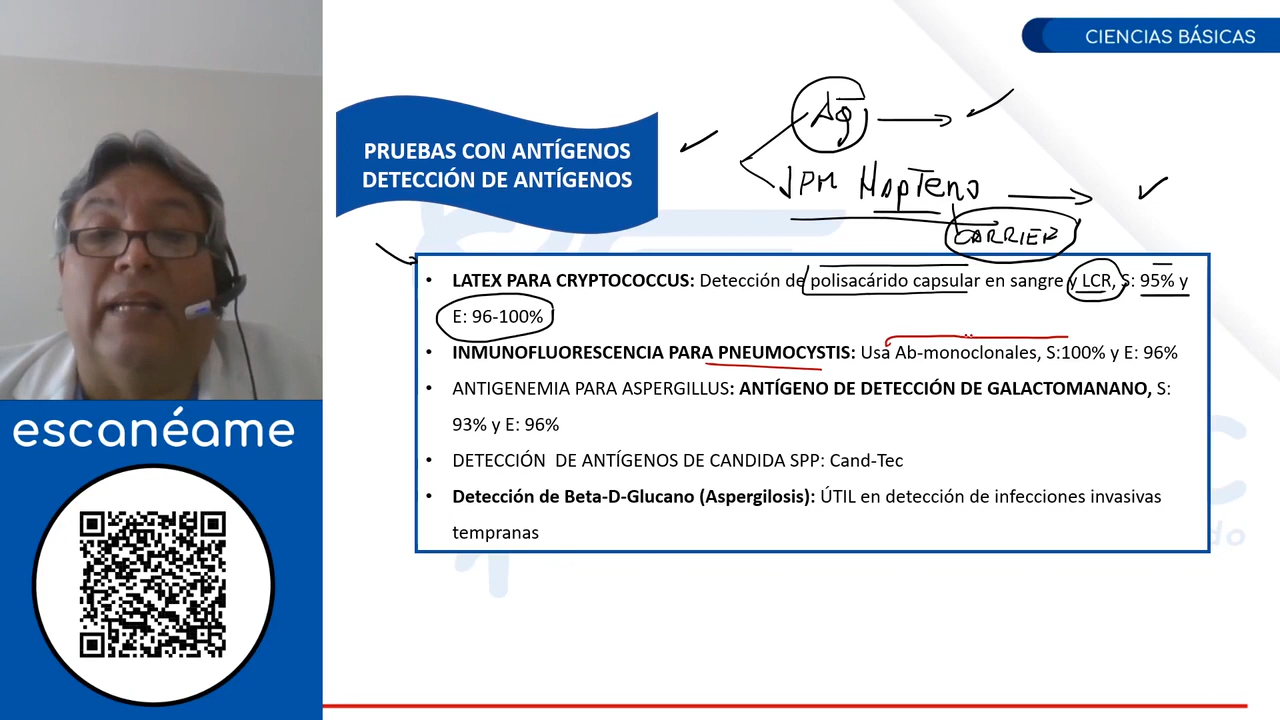 CIENCIAS BÁSICAS
PRUEBAS CON ANTÍGENOS
DETECCIÓN DE ANTÍGENOS
Ag
↓PM HapTeno
CARRIER
• LATEX PARA CRYPTOCOCCUS: Detección de polisacárido capsular en sangre y LCR, S: 95% y
E: 96-100%
• INMUNOFLUORESCENCIA PARA PNEUMOCYSTIS: Usa Ab-monoclonales, S:100% y E: 96%
• ANTIGENEMIA PARA ASPERGILLUS: ANTÍGENO DE DETECCIÓN DE GALACTOMANANO, S:
93% y E: 96%
• DETECCIÓN DE ANTÍGENOS DE CANDIDA SPP: Cand-Tec
• Detección de Beta-D-Glucano (Aspergilosis): ÚTIL en detección de infecciones invasivas
tempranas
escanéame